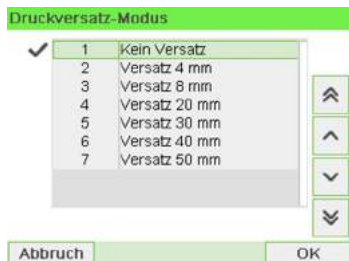 Druckversatz-Modus
1 Kein Versatz
2 Versatz 4 mm
3 Versatz 8 mm
4 Versatz 20 mm
5 Versatz 30 mm
6 Versatz 40 mm
7 Versatz 50 mm
Abbruch OK